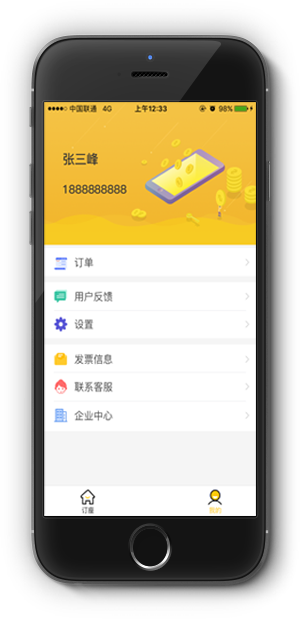 ●●●●○ 中国联通 4G 上午12:33 98%
张三峰
1888888888
订单
用户反馈
设置
发票信息
联系客服
企业中心
订座 我的